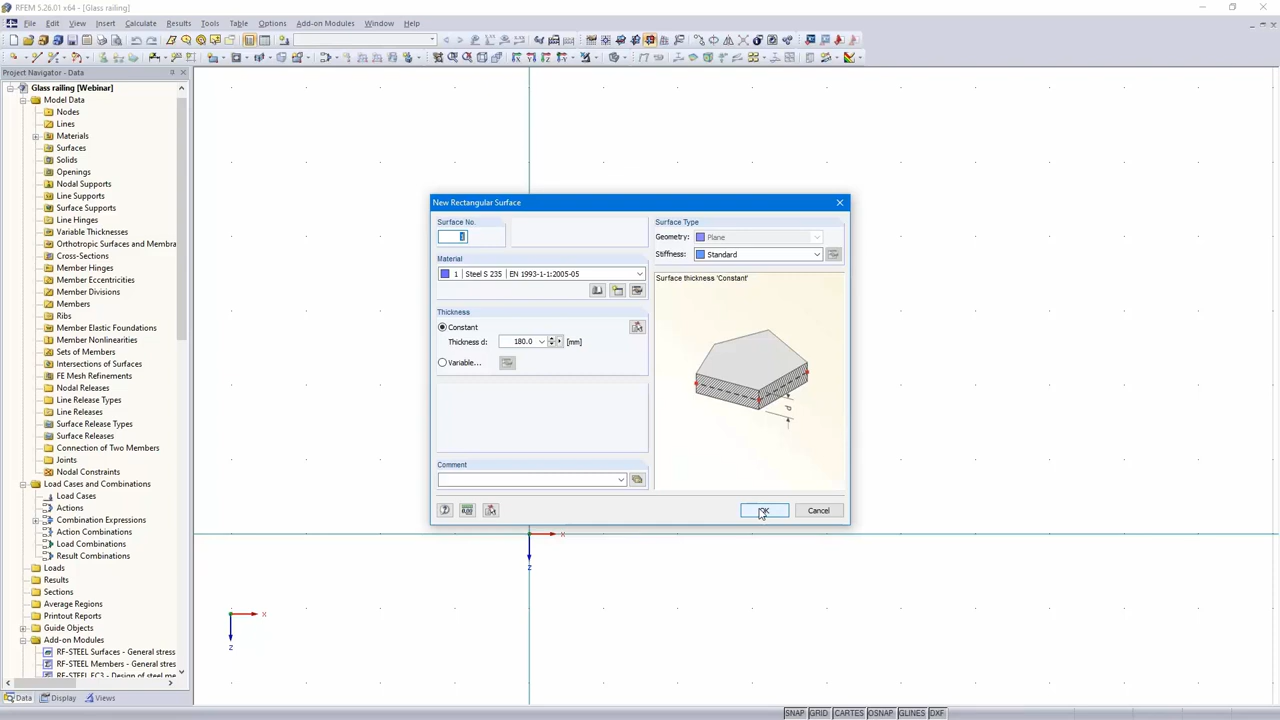 RFEM 5.26.01 x64 - [Glass railing]
File Edit View Insert Calculate Results Tools Table Options Add-on Modules Window Help
Project Navigator - Data
Glass railing [Webinar]
Model Data
Nodes
Lines
Materials
Surfaces
Solids
Openings
Nodal Supports
Line Supports
Surface Supports
Line Hinges
Variable Thicknesses
Orthotropic Surfaces and Membra
Cross-Sections
Member Hinges
Member Eccentricities
Member Divisions
Members
Ribs
Member Elastic Foundations
Member Nonlinearities
Sets of Members
Intersections of Surfaces
FE Mesh Refinements
Nodal Releases
Line Release Types
Line Releases
Surface Release Types
Surface Releases
Connection of Two Members
Joints
Nodal Constraints
Load Cases and Combinations
Load Cases
Actions
Combination Expressions
Action Combinations
Load Combinations
Result Combinations
Loads
Results
Sections
Average Regions
Printout Reports
Guide Objects
Add-on Modules
RF-STEEL Surfaces - General stress
RF-STEEL Members - General stres
RF-STEEL EC3 - Design of steel me
Data Display Views
New Rectangular Surface
Surface No.
1
Material
1 Steel S 235 EN 1993-1-1:2005-05
Thickness
Constant
Thickness d: 180.0 [mm]
Variable...
Comment
Surface Type
Geometry: Plane
Stiffness: Standard
Surface thickness 'Constant'
d
OK Cancel
x
z
x
z
SNAP GRID CARTES OSNAP GLINES DXF